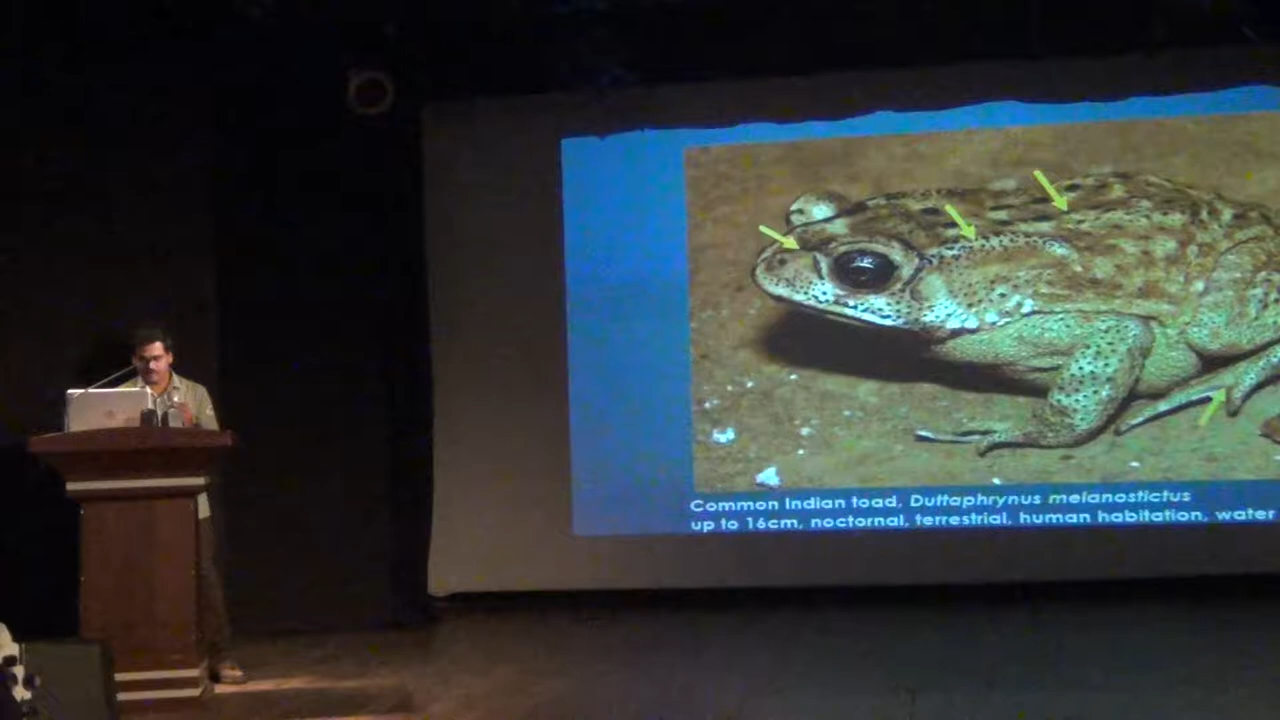 Common Indian toad, Duttaphrynus melanostictus
up to 16cm, noctornal, terrestrial, human habitation, water